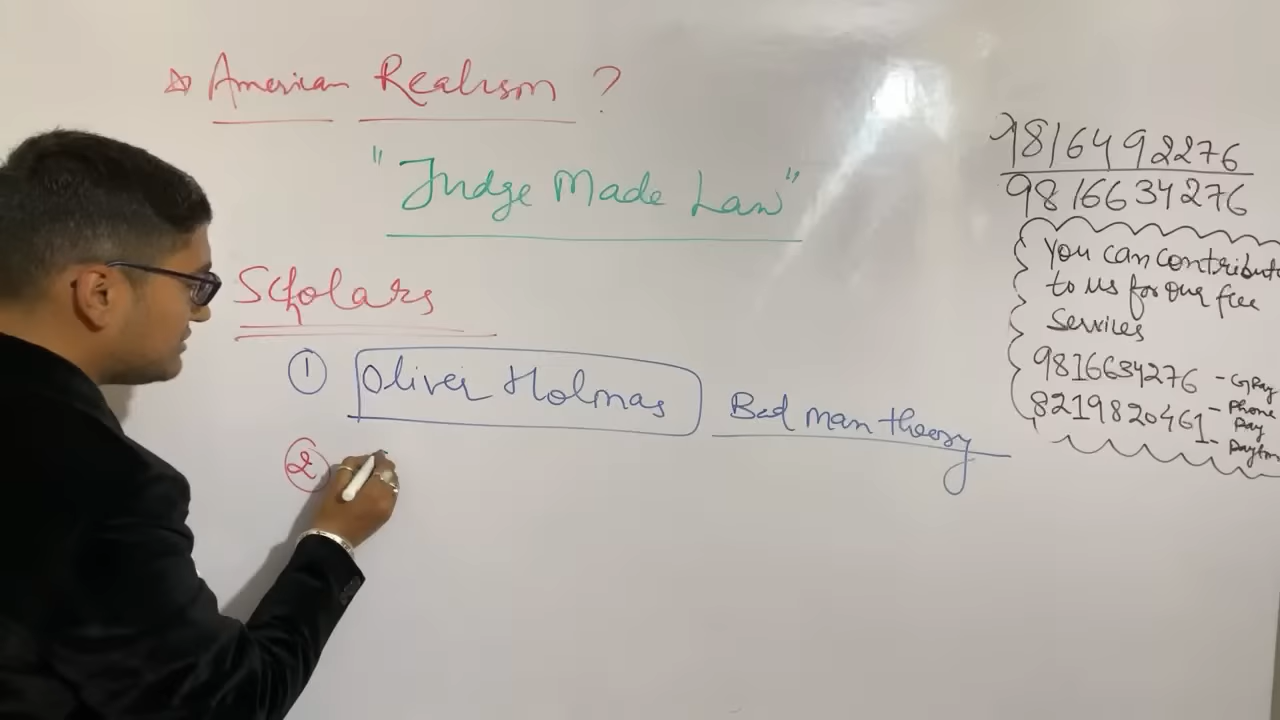 ☆ American Realism ?
"Judge Made Law"
Scholars
① Oliver Holmas Bad man theory
②
9816492276
9816634276
You can contribute
to us for our free
Services
9816634276 - GPay
8219820461 - Phone
Pay
- Paytm